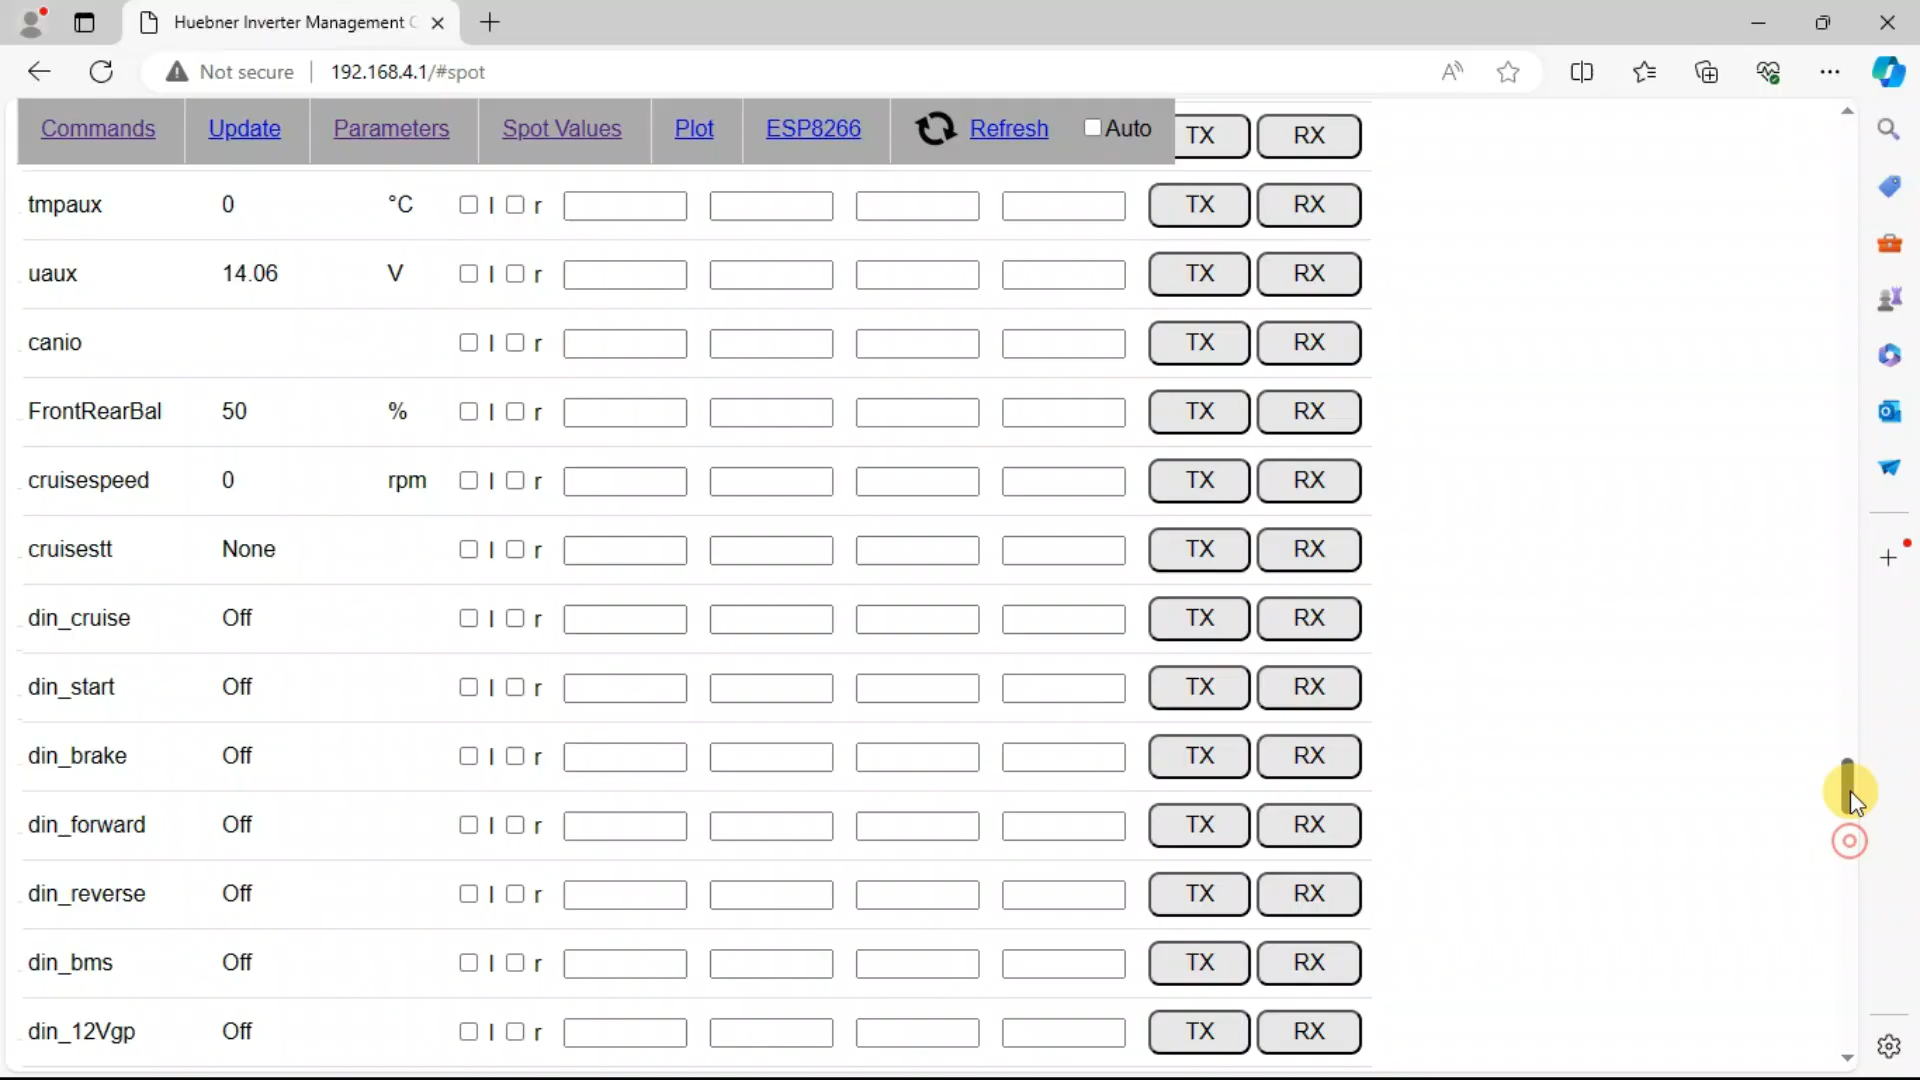 Huebner Inverter Management C
Not secure
192.168.4.1/#spot
Commands Update Parameters Spot Values Plot ESP8266 Refresh Auto TX RX
tmpaux 0 °C l r TX RX
uaux 14.06 V l r TX RX
canio l r TX RX
FrontRearBal 50 % l r TX RX
cruisespeed 0 rpm l r TX RX
cruisestt None l r TX RX
din_cruise Off l r TX RX
din_start Off l r TX RX
din_brake Off l r TX RX
din_forward Off l r TX RX
din_reverse Off l r TX RX
din_bms Off l r TX RX
din_12Vgp Off l r TX RX